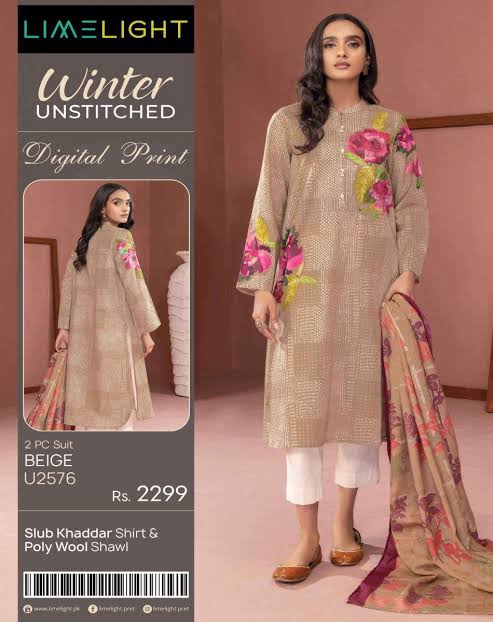 LIMELIGHT
Winter
UNSTITCHED
Digital Print
2 PC Suit
BEIGE
U2576
Rs. 2299
Slub Khaddar Shirt &
Poly Wool Shawl
www.limelight.pk limelight.pret limelight.pret